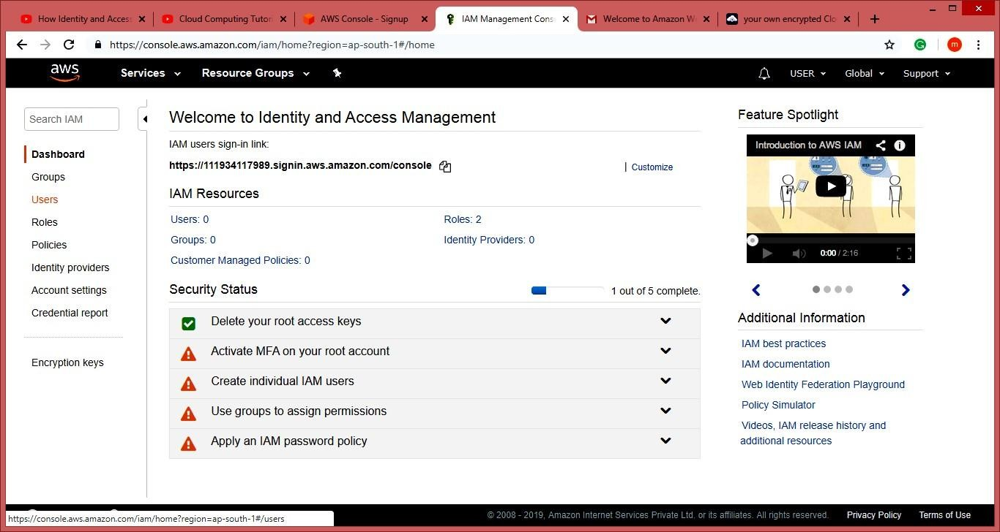 How Identity and Access
Cloud Computing Tutori
AWS Console - Signup
IAM Management Cons
Welcome to Amazon W
your own encrypted Clo
https://console.aws.amazon.com/iam/home?region=ap-south-1#/home
m
aws
Services
Resource Groups
USER
Global
Support
Search IAM
Dashboard
Groups
Users
Roles
Policies
Identity providers
Account settings
Credential report
Encryption keys
Welcome to Identity and Access Management
IAM users sign-in link:
https://111934117989.signin.aws.amazon.com/console
| Customize
IAM Resources
Users: 0
Roles: 2
Groups: 0
Identity Providers: 0
Customer Managed Policies: 0
Security Status
1 out of 5 complete.
Delete your root access keys
Activate MFA on your root account
Create individual IAM users
Use groups to assign permissions
Apply an IAM password policy
Feature Spotlight
Introduction to AWS IAM
0:00 / 2:16
Additional Information
IAM best practices
IAM documentation
Web Identity Federation Playground
Policy Simulator
Videos, IAM release history and
additional resources
https://console.aws.amazon.com/iam/home?region=ap-south-1#/users
© 2008 - 2019, Amazon Internet Services Private Ltd. or its affiliates. All rights reserved.
Privacy Policy
Terms of Use